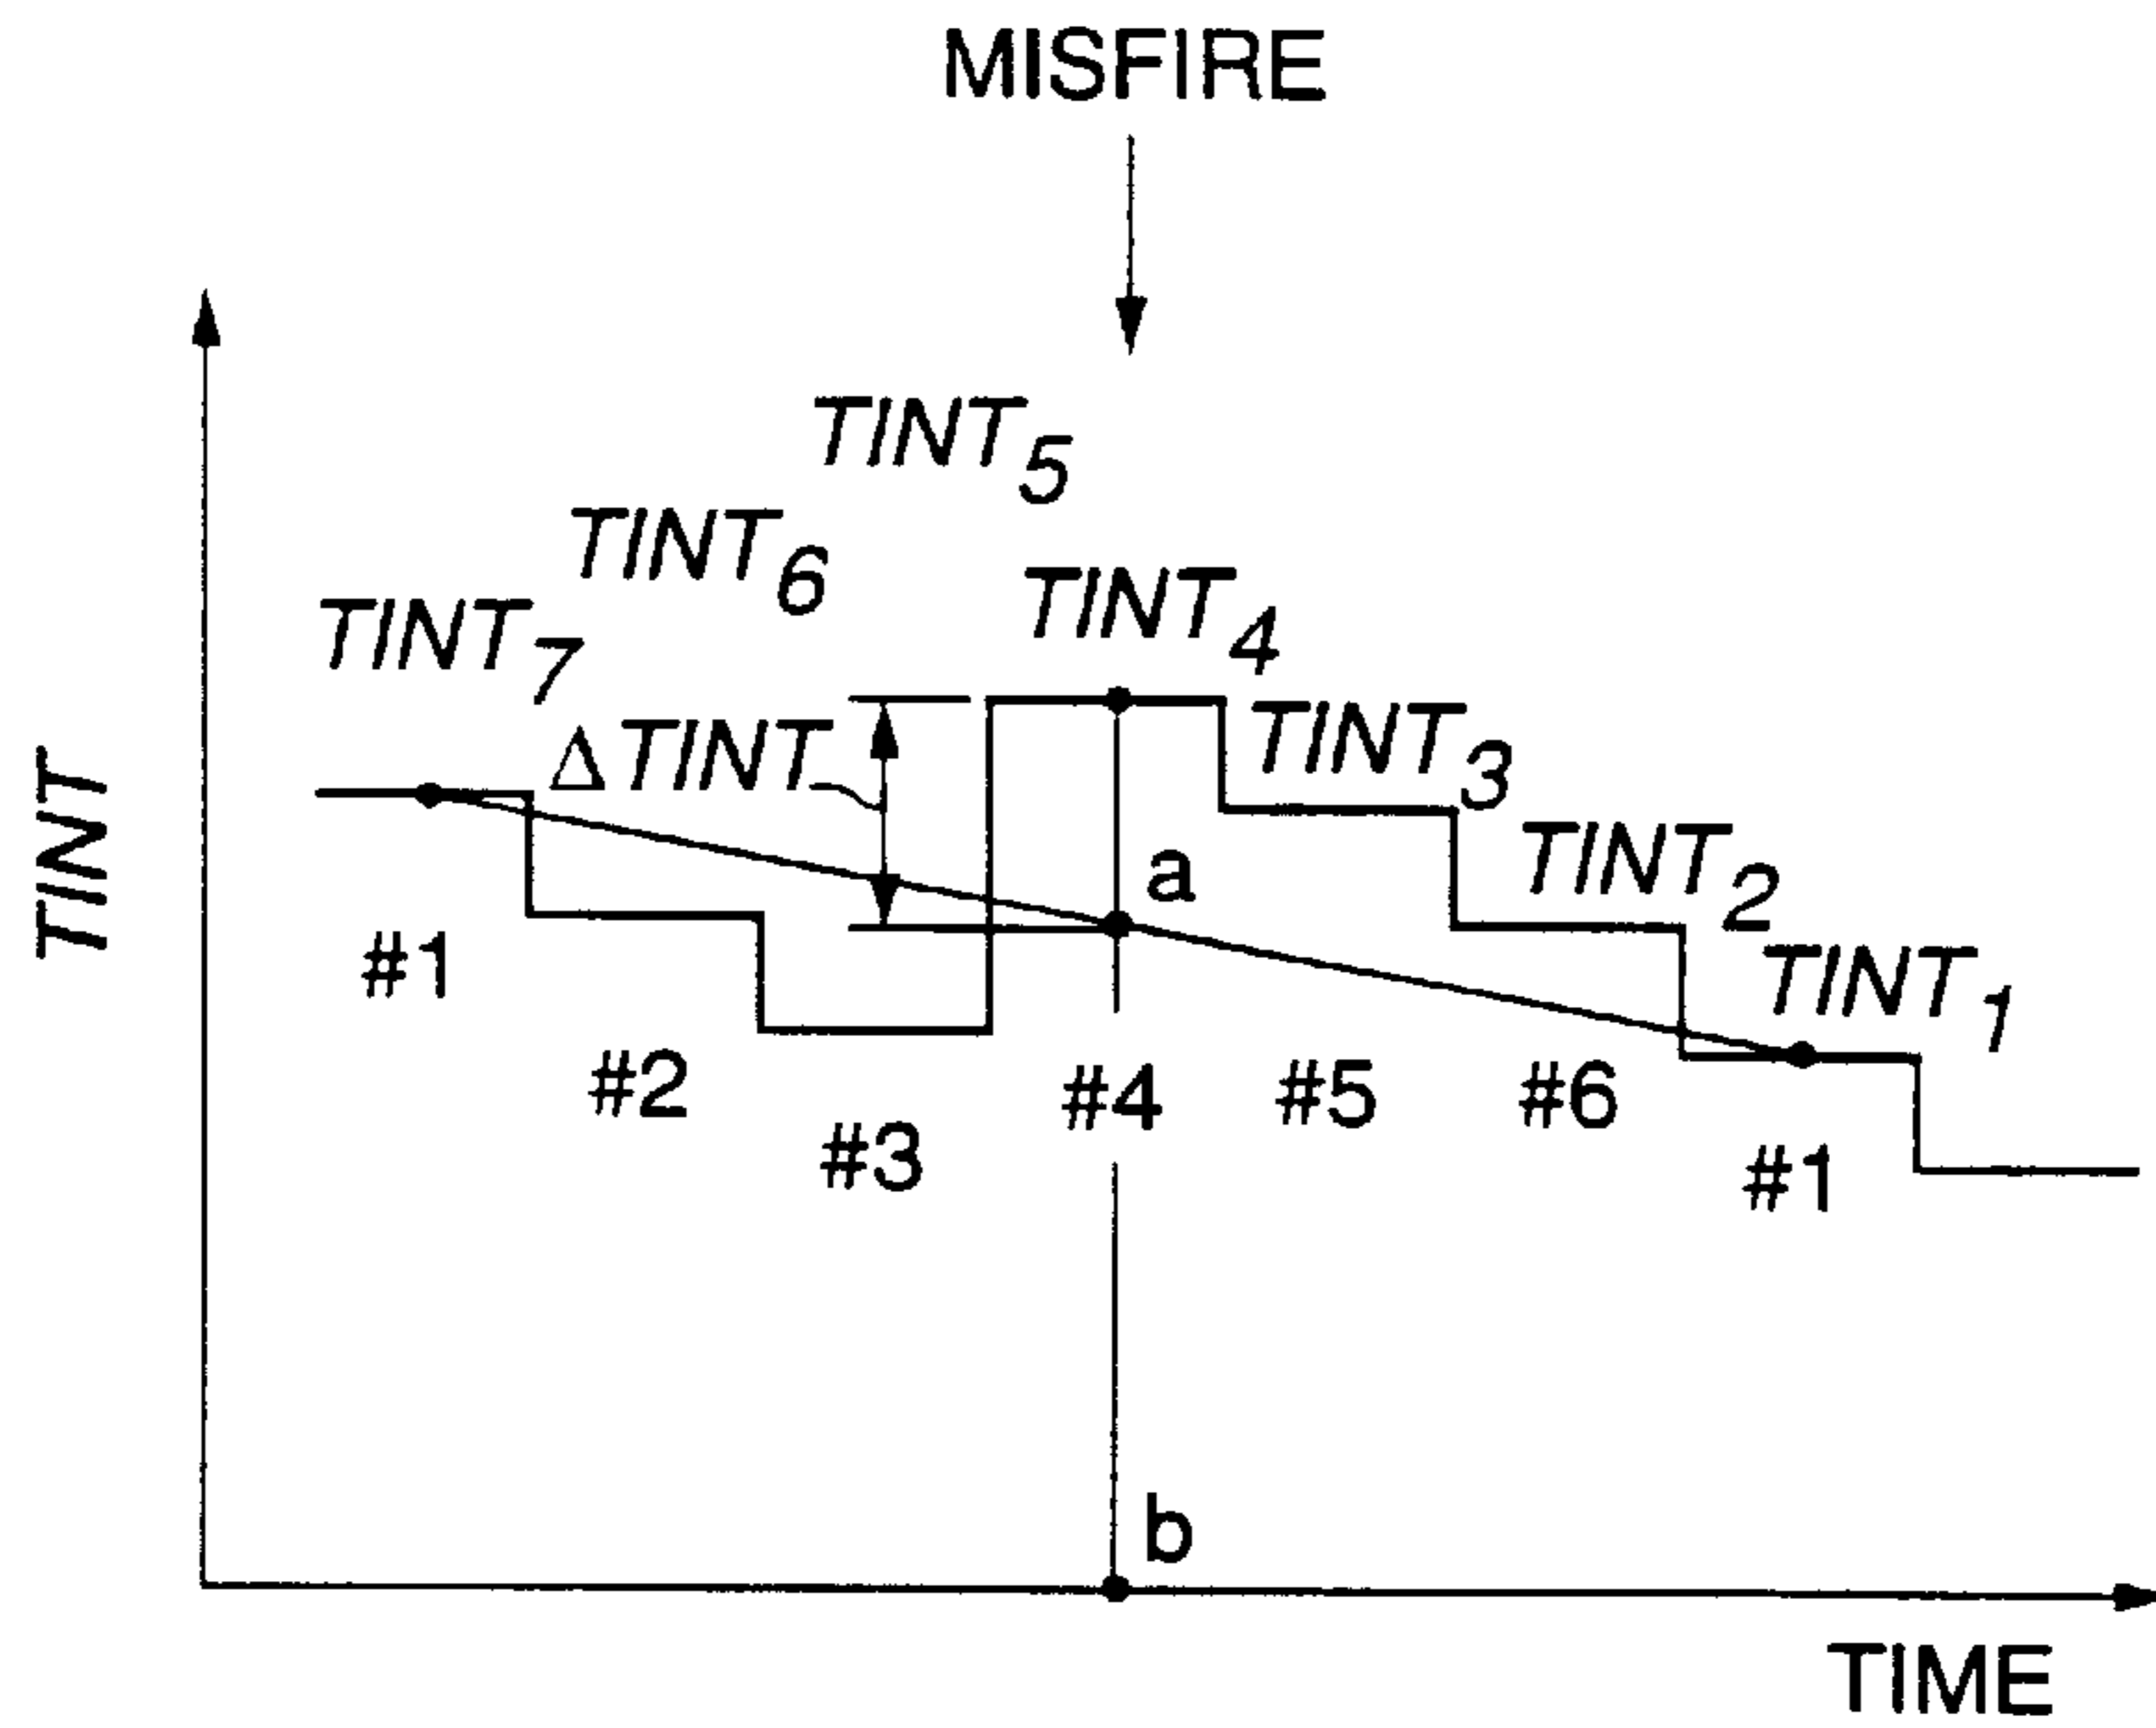 MISFIRE
TINT₅
TINT₆
TINT₄
TINT₇
ΔTINT
TINT₃
TINT
a
TINT₂
#1
TINT₁
#2
#4
#5
#6
#3
#1
b
TIME